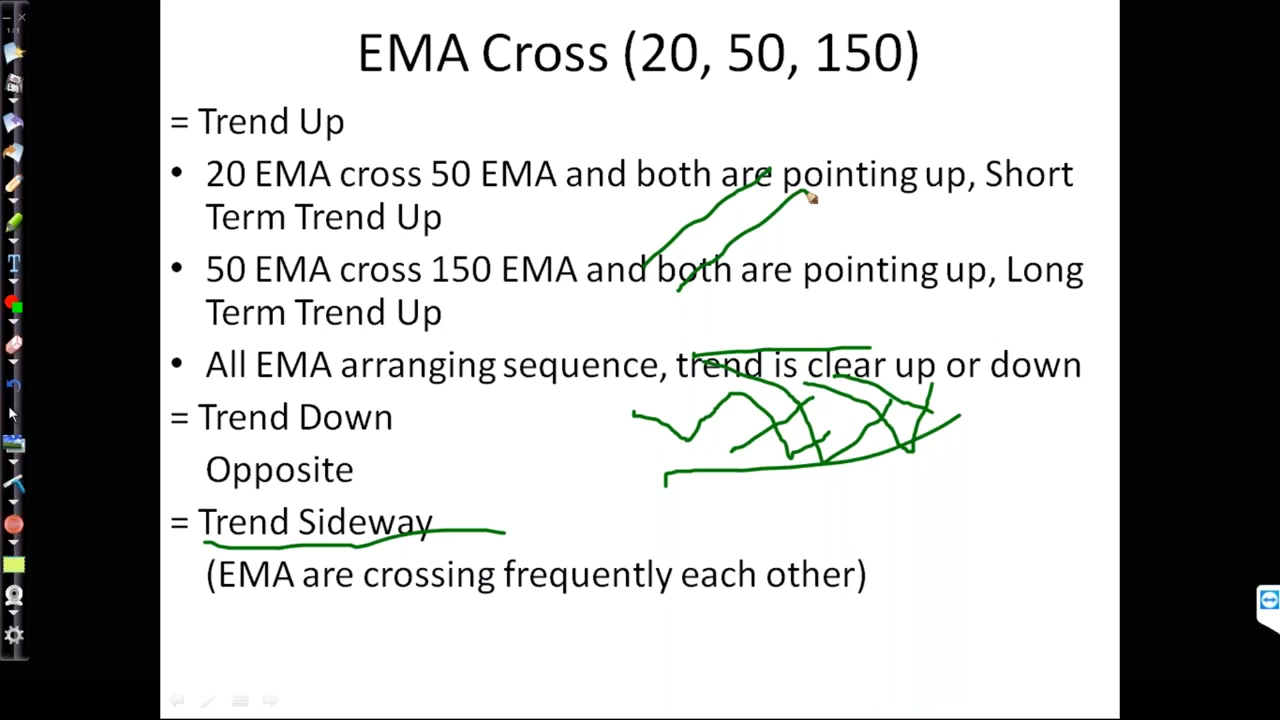 EMA Cross (20, 50, 150)
= Trend Up
• 20 EMA cross 50 EMA and both are pointing up, Short
Term Trend Up
• 50 EMA cross 150 EMA and both are pointing up, Long
Term Trend Up
• All EMA arranging sequence, trend is clear up or down
= Trend Down
Opposite
= Trend Sideway
(EMA are crossing frequently each other)